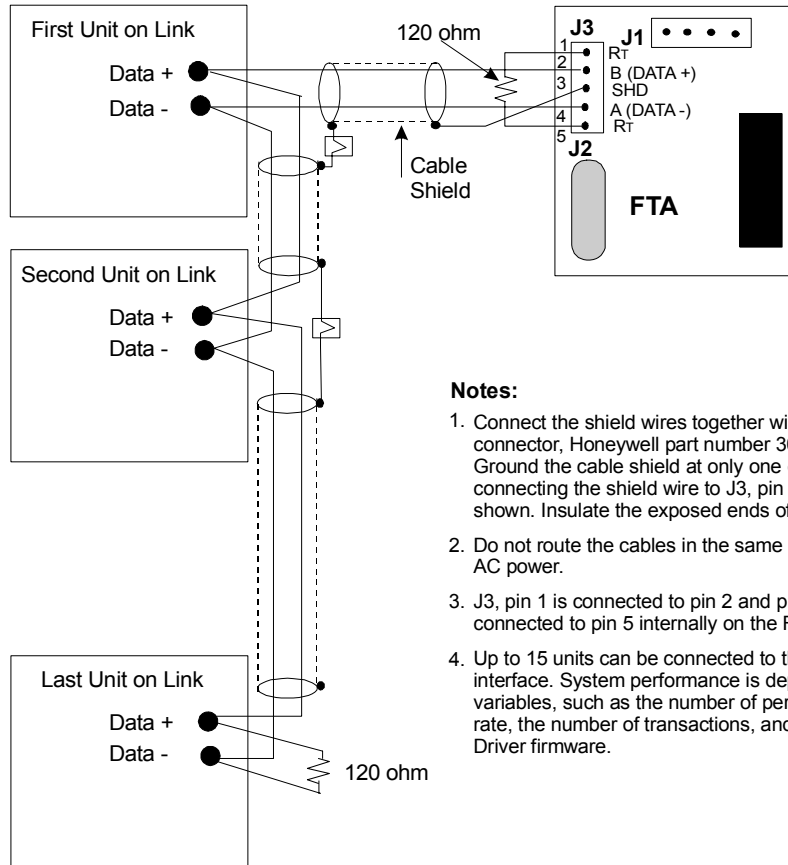 First Unit on Link
Data +
Data -
120 ohm
J3
J1
1
2
3
4
5
RT
B (DATA +)
SHD
A (DATA -)
RT
J2
FTA
Cable
Shield
Second Unit on Link
Data +
Data -
Notes:
1. Connect the shield wires together wi
connector, Honeywell part number 30
Ground the cable shield at only one
connecting the shield wire to J3, pin
shown. Insulate the exposed ends of
2. Do not route the cables in the same
AC power.
3. J3, pin 1 is connected to pin 2 and p
connected to pin 5 internally on the F
4. Up to 15 units can be connected to th
interface. System performance is dep
variables, such as the number of per
rate, the number of transactions, and
Driver firmware.
Last Unit on Link
Data +
Data -
120 ohm